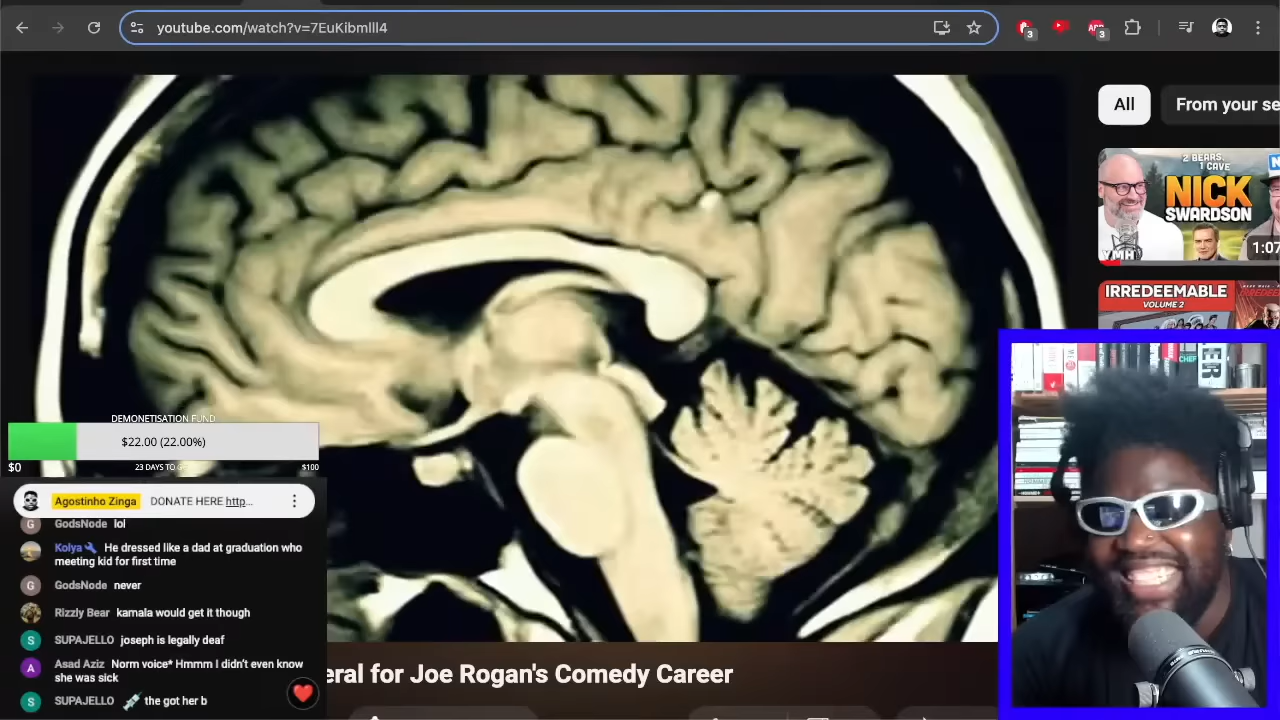 youtube.com/watch?v=7EuKibmlll4
3
3
All
From your se
2 BEARS,
1 CAVE
NICK
SWARDSON
YMH
1:07
IRREDEEMABLE
VOLUME 2
DEMONETISATION FUND
$22.00 (22.00%)
$0
23 DAYS TO G
$100
Agostinho Zinga DONATE HERE http...
GodsNode lol
Kolya He dressed like a dad at graduation who
meeting kid for first time
GodsNode never
Rizzly Bear kamala would get it though
SUPAJELLO joseph is legally deaf
Asad Aziz Norm voice* Hmmm I didn't even know
she was sick
SUPAJELLO the got her b
eral for Joe Rogan's Comedy Career